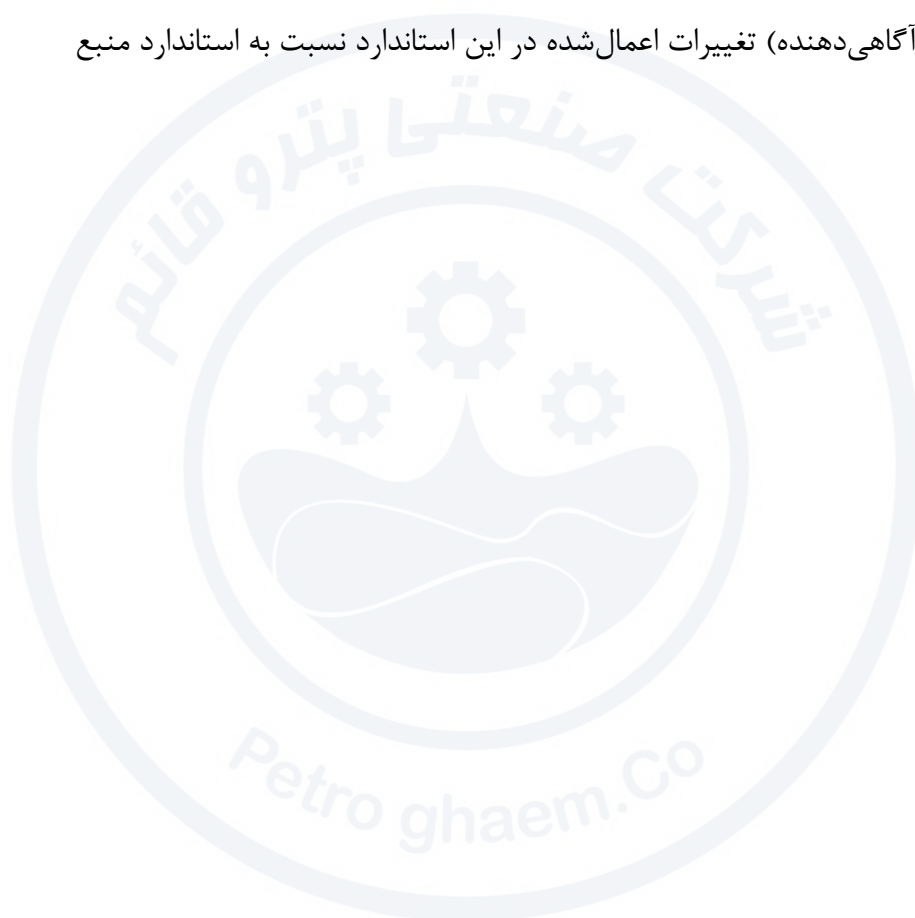 آگاهی‌دهنده) تغییرات اعمال‌شده در این استاندارد نسبت به استاندارد منبع
شرکت صنعتی پترو قائم
Petro ghaem.Co